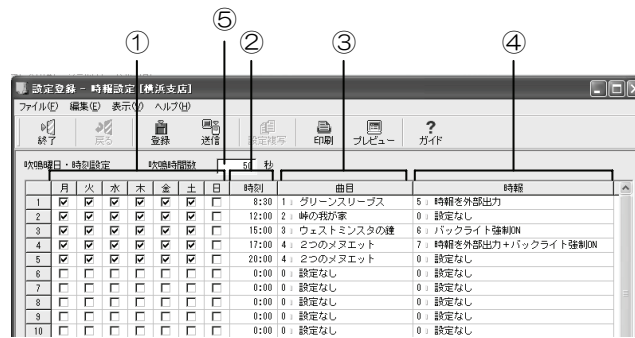 ① ⑤ ② ③ ④
設定登録 - 時報設定 [横浜支店]
ファイル(F) 編集(E) 表示(V) ヘルプ(H)
終了 戻る 登録 送信 設定複写 印刷 プレビュー ? ガイド
吹鳴曜日・時刻設定 吹鳴時間数 50 秒
月 火 水 木 金 土 日 時刻 曲目 時報
1 8:30 1: グリーンスリーブス 5: 時報を外部出力
2 12:00 2: 峠の我が家 0: 設定なし
3 15:00 3: ウェストミンスタの鐘 6: バックライト強制ON
4 17:00 4: 2つのメヌエット 7: 時報を外部出力+バックライト強制ON
5 20:00 4: 2つのメヌエット 0: 設定なし
6 0:00 0: 設定なし 0: 設定なし
7 0:00 0: 設定なし 0: 設定なし
8 0:00 0: 設定なし 0: 設定なし
9 0:00 0: 設定なし 0: 設定なし
10 0:00 0: 設定なし 0: 設定なし